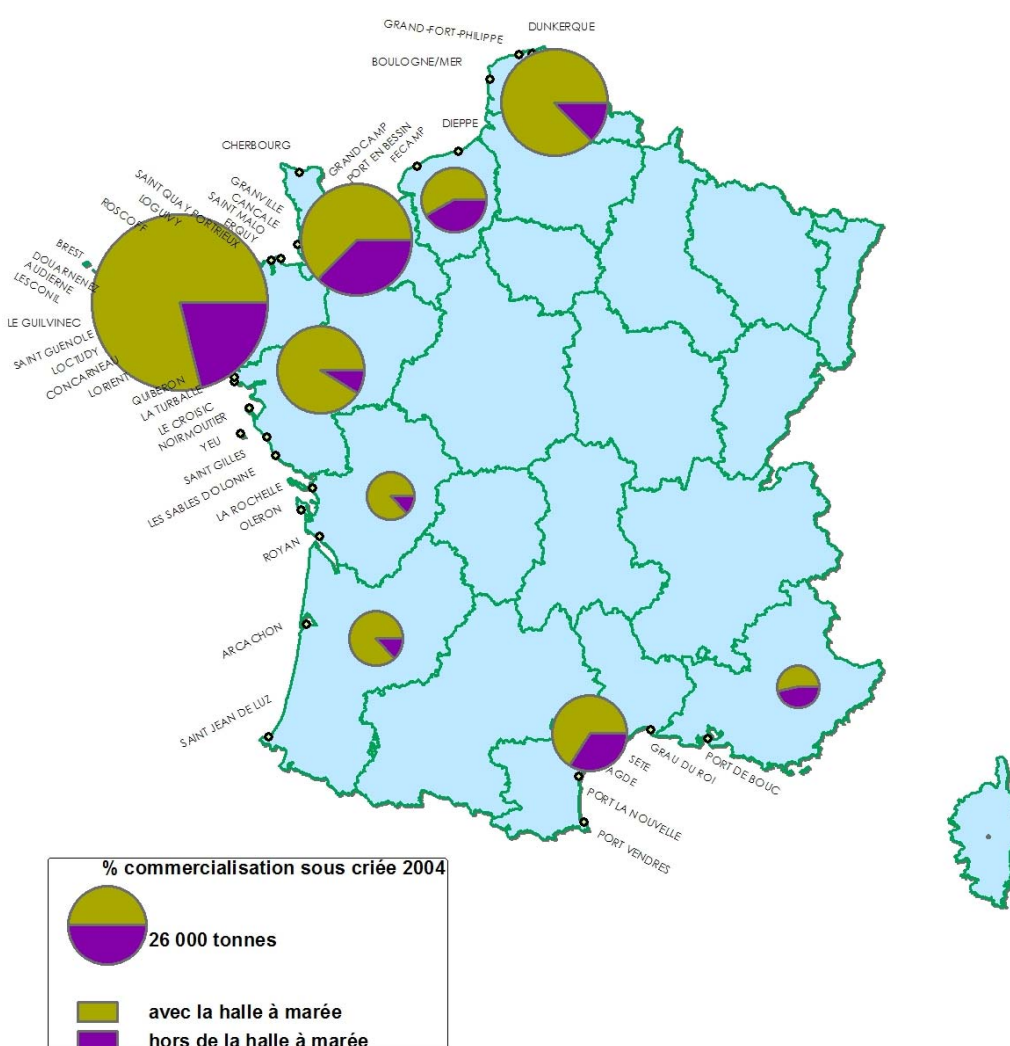 GRAND-FORT-PHILIPPE
DUNKERQUE
BOULOGNE/MER
DIEPPE
CHERBOURG
GRANDCAMP
PORT EN BESSIN
FECAMP
GRANVILLE
CANCALE
SAINT MALO
ERQUY
SAINT QUAY PORTRIEUX
LOGUIVY
ROSCOFF
BREST
DOUARNENEZ
AUDIERNE
LESCONIL
LE GUILVINEC
SAINT GUENOLE
LOCTUDY
CONCARNEAU
LORIENT
QUIBERON
LA TURBALLE
LE CROISIC
NOIRMOUTIER
YEU
SAINT GILLES
LES SABLES D'OLONNE
LA ROCHELLE
OLERON
ROYAN
ARCACHON
SAINT JEAN DE LUZ
SETE
AGDE
GRAU DU ROI
PORT DE BOUC
PORT LA NOUVELLE
PORT VENDRES
% commercialisation sous criée 2004
26 000 tonnes
avec la halle à marée
hors de la halle à marée